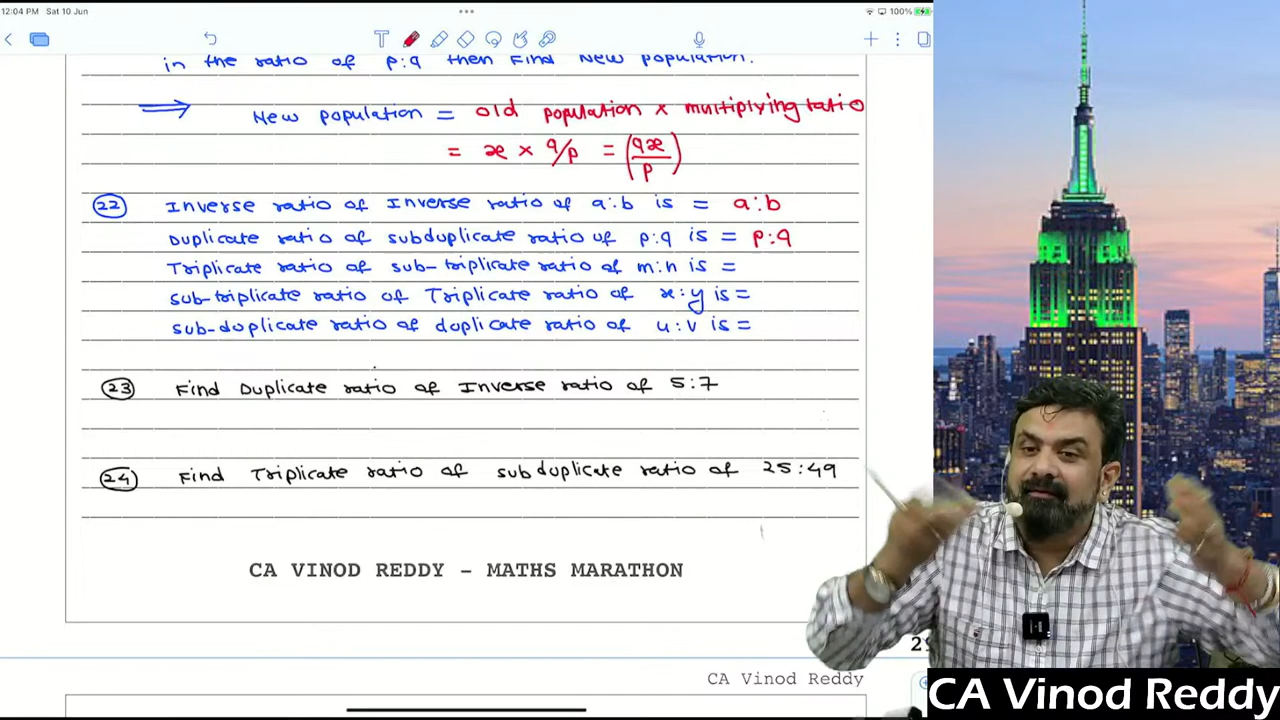 12:04 PM Sat 10 Jun
100%
in the ratio of p:q then Find New population.
New population = old population × multiplying ratio
= x × q/p = (qx/p)
22 Inverse ratio of Inverse ratio of a:b is = a:b
Duplicate ratio of subduplicate ratio of p:q is = p:q
Triplicate ratio of sub-triplicate ratio of m:n is =
sub-triplicate ratio of Triplicate ratio of x:y is =
sub-duplicate ratio of duplicate ratio of u:v is =
23 Find Duplicate ratio of Inverse ratio of 5:7
24 Find Triplicate ratio of subduplicate ratio of 25:49
CA VINOD REDDY - MATHS MARATHON
CA Vinod Reddy
CA Vinod Reddy